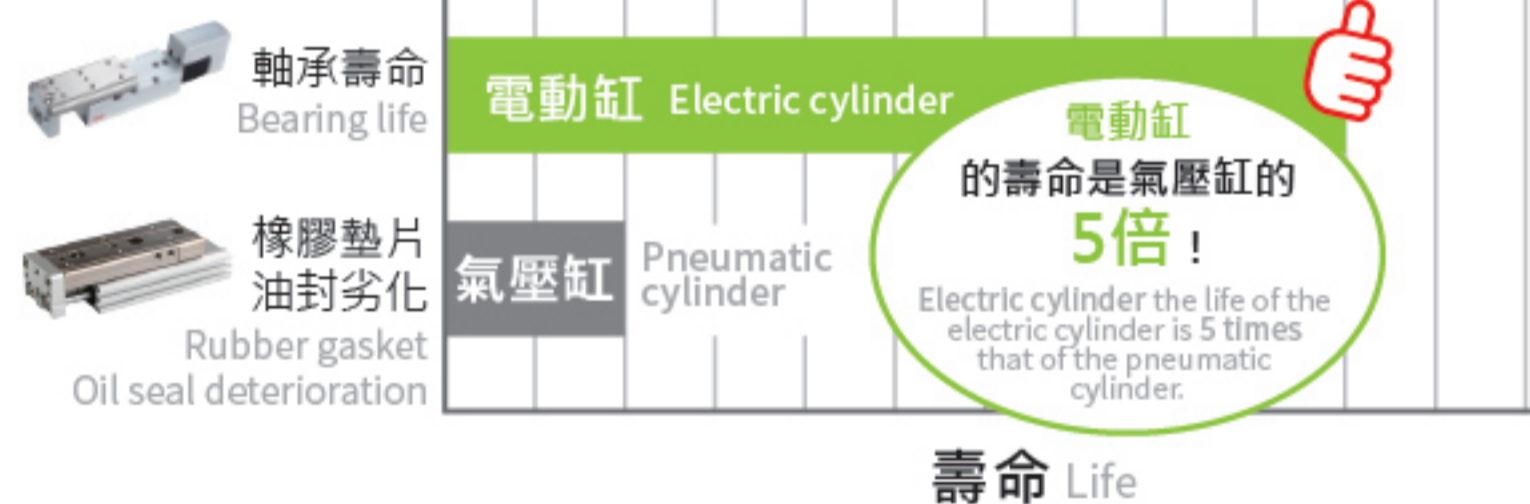 軸承壽命
Bearing life
電動缸 Electric cylinder
電動缸
的壽命是氣壓缸的
5倍！
Electric cylinder the life of the
electric cylinder is 5 times
that of the pneumatic
cylinder.
橡膠墊片
油封劣化
Rubber gasket
Oil seal deterioration
氣壓缸
Pneumatic
cylinder
壽命 Life